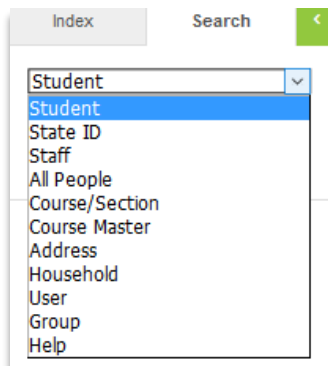 Index Search <
Student
Student
State ID
Staff
All People
Course/Section
Course Master
Address
Household
User
Group
Help